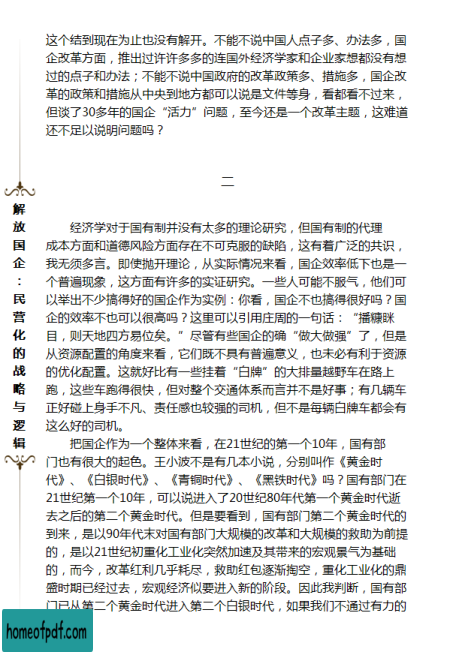 这个结到现在为止也没有解开。不能不说中国人点子多、办法多，国
企改革方面，推出过许许多多的连国外经济学家和企业家想都没有想
过的点子和办法；不能不说中国政府的改革政策多、措施多，国企改
革的政策和措施从中央到地方都可以说是文件等身，看都看不过来，
但谈了30多年的国企“活力”问题，至今还是一个改革主题，这难道
还不足以说明问题吗？
二
经济学对于国有制并没有太多的理论研究，但国有制的代理
成本方面和道德风险方面存在不可克服的缺陷，这有着广泛的共识，
我无须多言。即使抛开理论，从实际情况来看，国企效率低下也是一
个普遍现象，这方面有许多的实证研究。一些人可能不服气，他们可
以举出不少搞得好的国企作为实例：你看，国企不也搞得很好吗？国
企的效率不也可以很高吗？这里可以引用庄周的一句话：“播糠眯
目，则天地四方易位矣。”尽管有些国企的确“做大做强”了，但是
从资源配置的角度来看，它们既不具有普遍意义，也未必有利于资源
的优化配置。这就好比有一些挂着“白牌”的大排量越野车在路上
跑，这些车跑得很快，但对整个交通体系而言并不是好事；有几辆车
正好碰上身手不凡、责任感也较强的司机，但不是每辆白牌车都会有
这么好的司机。
把国企作为一个整体来看，在21世纪的第一个10年，国有部
门也有很大的起色。王小波不是有几本小说，分别叫作《黄金时
代》、《白银时代》、《青铜时代》、《黑铁时代》吗？国有部门在
21世纪第一个10年，可以说进入了20世纪80年代第一个黄金时代逝
去之后的第二个黄金时代。但是要看到，国有部门第二个黄金时代的
到来，是以90年代末对国有部门大规模的改革和大规模的救助为前提
的，是以21世纪初重化工业化突然加速及其带来的宏观景气为基础
的，而今，改革红利几乎耗尽，救助红包逐渐掏空，重化工业化的鼎
盛时期已经过去，宏观经济似要进入新的阶段。因此我判断，国有部
门已从第二个黄金时代进入第二个白银时代，如果我们不通过有力的
解放国企：民营化的战略与逻辑
homeofpdf.com